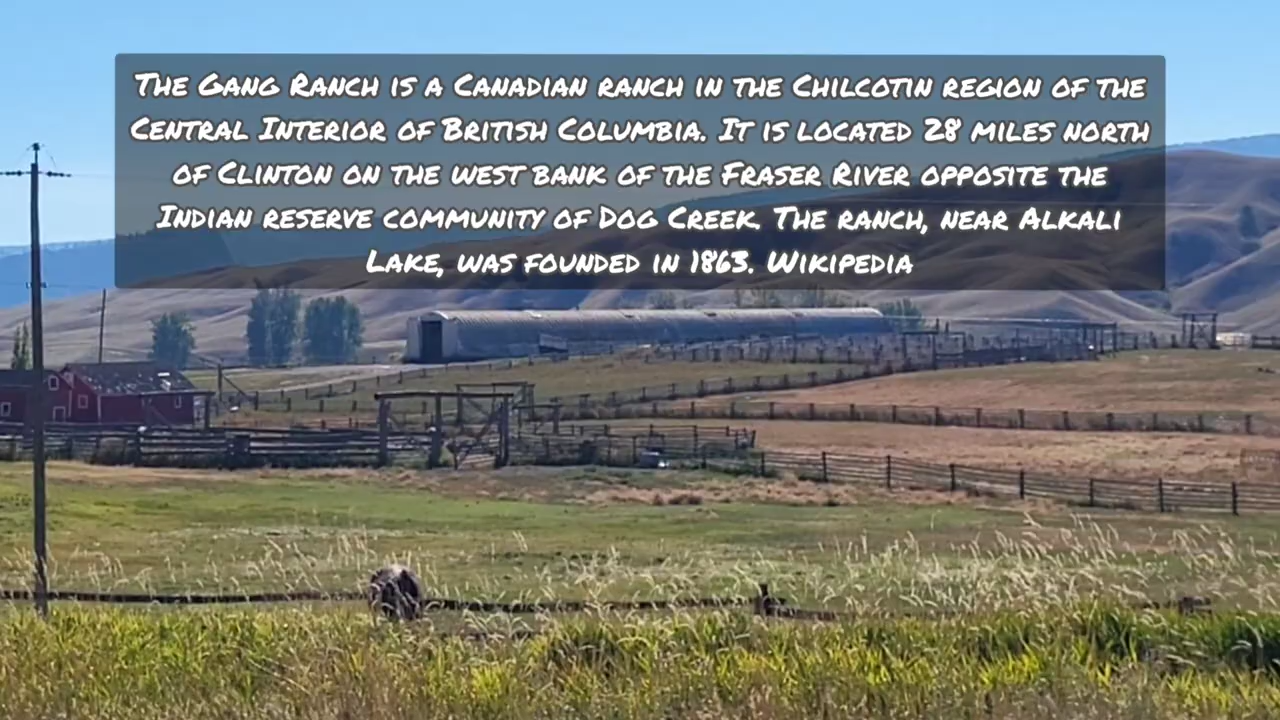 The Gang Ranch is a Canadian ranch in the Chilcotin region of the
Central Interior of British Columbia. It is located 28 miles north
of Clinton on the west bank of the Fraser River opposite the
Indian reserve community of Dog Creek. The ranch, near Alkali
Lake, was founded in 1863. Wikipedia